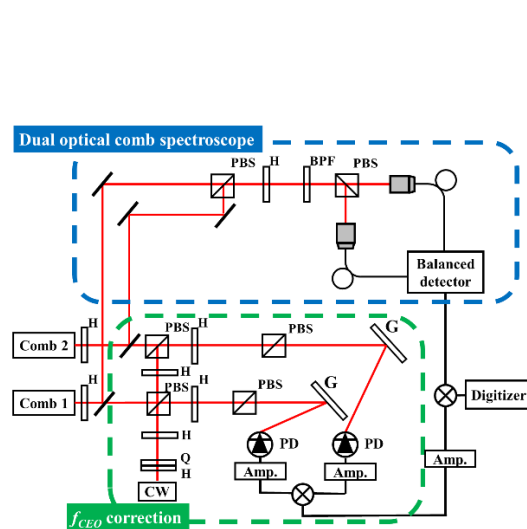 Dual optical comb spectroscope
PBS H BPF PBS
Balanced
detector
H
Comb 2
PBS
H
PBS
G
H
Comb 1
H
PBS
H
PBS
G
Digitizer
H
PD
PD
Amp.
Q
H
Amp.
Amp.
CW
fCEO correction